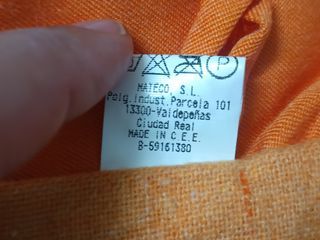 P
MATECO, S.L.
Polg.Indust.Parcela 101
13300-Valdepeñas
Ciudad Real
MADE IN C.E.E.
B-59161380